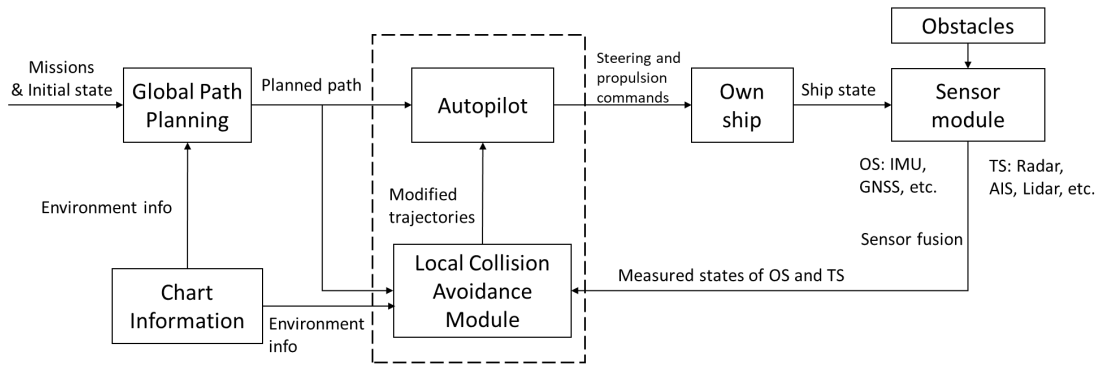 Obstacles
Missions
& Initial state
Global Path
Planning
Planned path
Autopilot
Steering and
propulsion
commands
Own
ship
Ship state
Sensor
module
OS: IMU,
GNSS, etc.
TS: Radar,
AIS, Lidar, etc.
Environment info
Modified
trajectories
Sensor fusion
Chart
Information
Environment
info
Local Collision
Avoidance
Module
Measured states of OS and TS